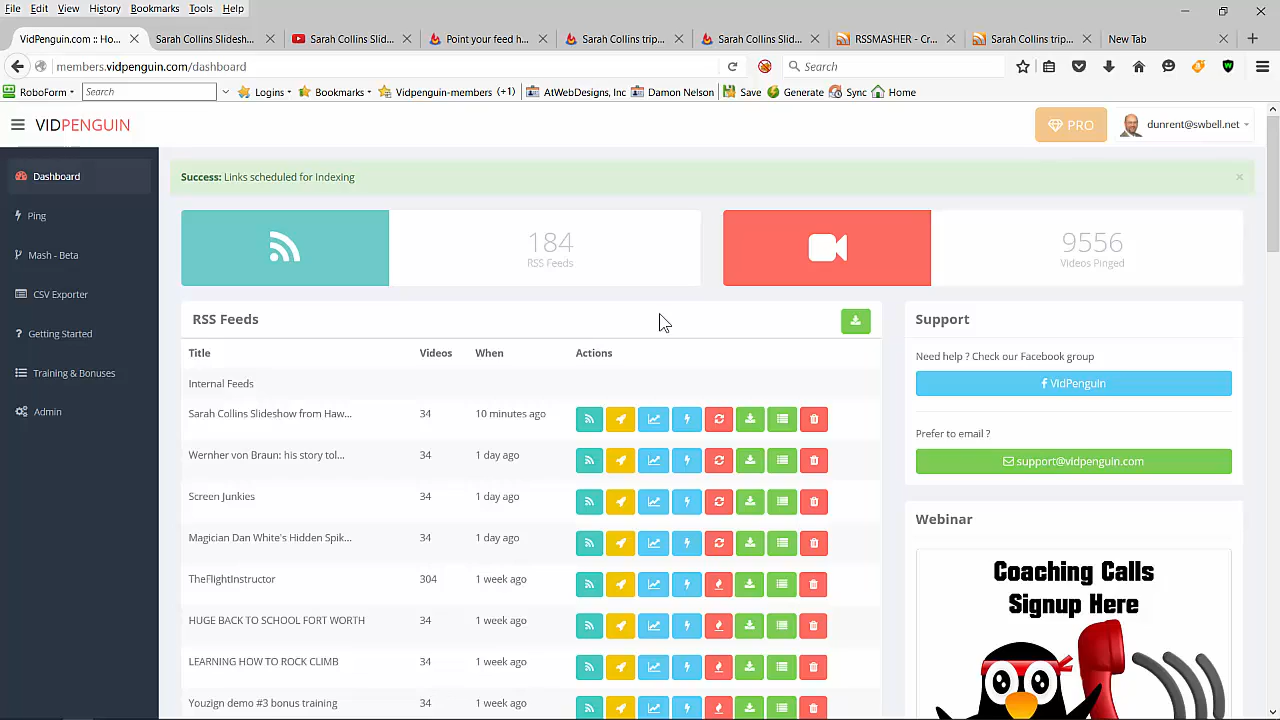 File Edit View History Bookmarks Tools Help
VidPenguin.com :: Ho... Sarah Collins Slidesh... Sarah Collins Slid... Point your feed h... Sarah Collins trip... Sarah Collins Slid... RSSMASHER - Cr... Sarah Collins trip... New Tab
members.vidpenguin.com/dashboard Search
RoboForm Search Logins Bookmarks Vidpenguin-members (+1) AtWebDesigns, Inc Damon Nelson Save Generate Sync Home
VIDPENGUIN PRO dunrent@swbell.net
Dashboard
Ping
Mash - Beta
CSV Exporter
Getting Started
Training & Bonuses
Admin
Success: Links scheduled for Indexing
184
RSS Feeds
9556
Videos Pinged
RSS Feeds
Title Videos When Actions
Internal Feeds
Sarah Collins Slideshow from Haw... 34 10 minutes ago
Wernher von Braun: his story tol... 34 1 day ago
Screen Junkies 34 1 day ago
Magician Dan White's Hidden Spik... 34 1 day ago
TheFlightInstructor 304 1 week ago
HUGE BACK TO SCHOOL FORT WORTH 34 1 week ago
LEARNING HOW TO ROCK CLIMB 34 1 week ago
Youzign demo #3 bonus training 34 1 week ago
Support
Need help ? Check our Facebook group
VidPenguin
Prefer to email ?
support@vidpenguin.com
Webinar
Coaching Calls
Signup Here